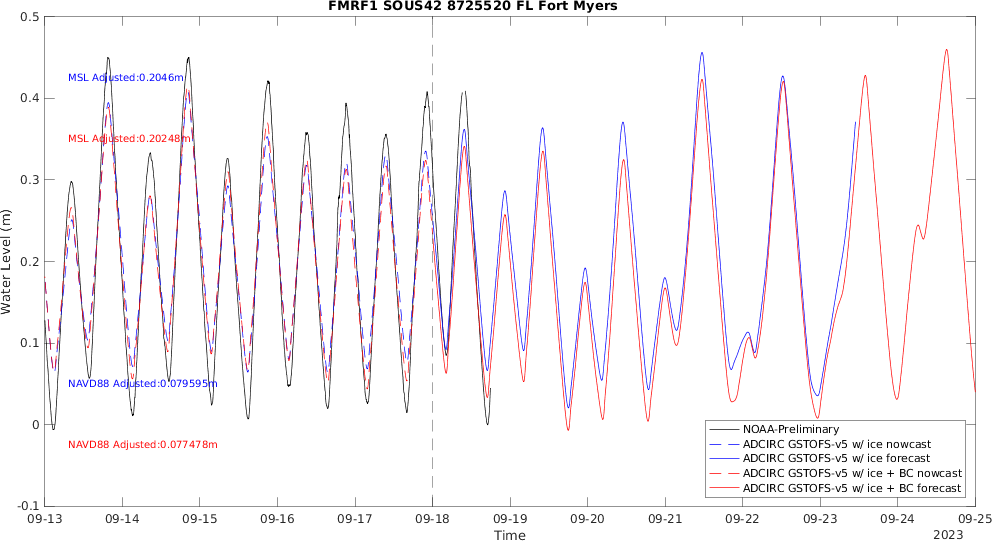 FMRF1 SOUS42 8725520 FL Fort Myers
0.5
0.4
0.3
0.2
0.1
0
-0.1
Water Level (m)
MSL Adjusted:0.2046m
MSL Adjusted:0.20248m
NAVD88 Adjusted:0.079595m
NAVD88 Adjusted:0.077478m
NOAA-Preliminary
ADCIRC GSTOFS-v5 w/ ice nowcast
ADCIRC GSTOFS-v5 w/ ice forecast
ADCIRC GSTOFS-v5 w/ ice + BC nowcast
ADCIRC GSTOFS-v5 w/ ice + BC forecast
09-13 09-14 09-15 09-16 09-17 09-18 09-19 09-20 09-21 09-22 09-23 09-24 09-25
Time
2023